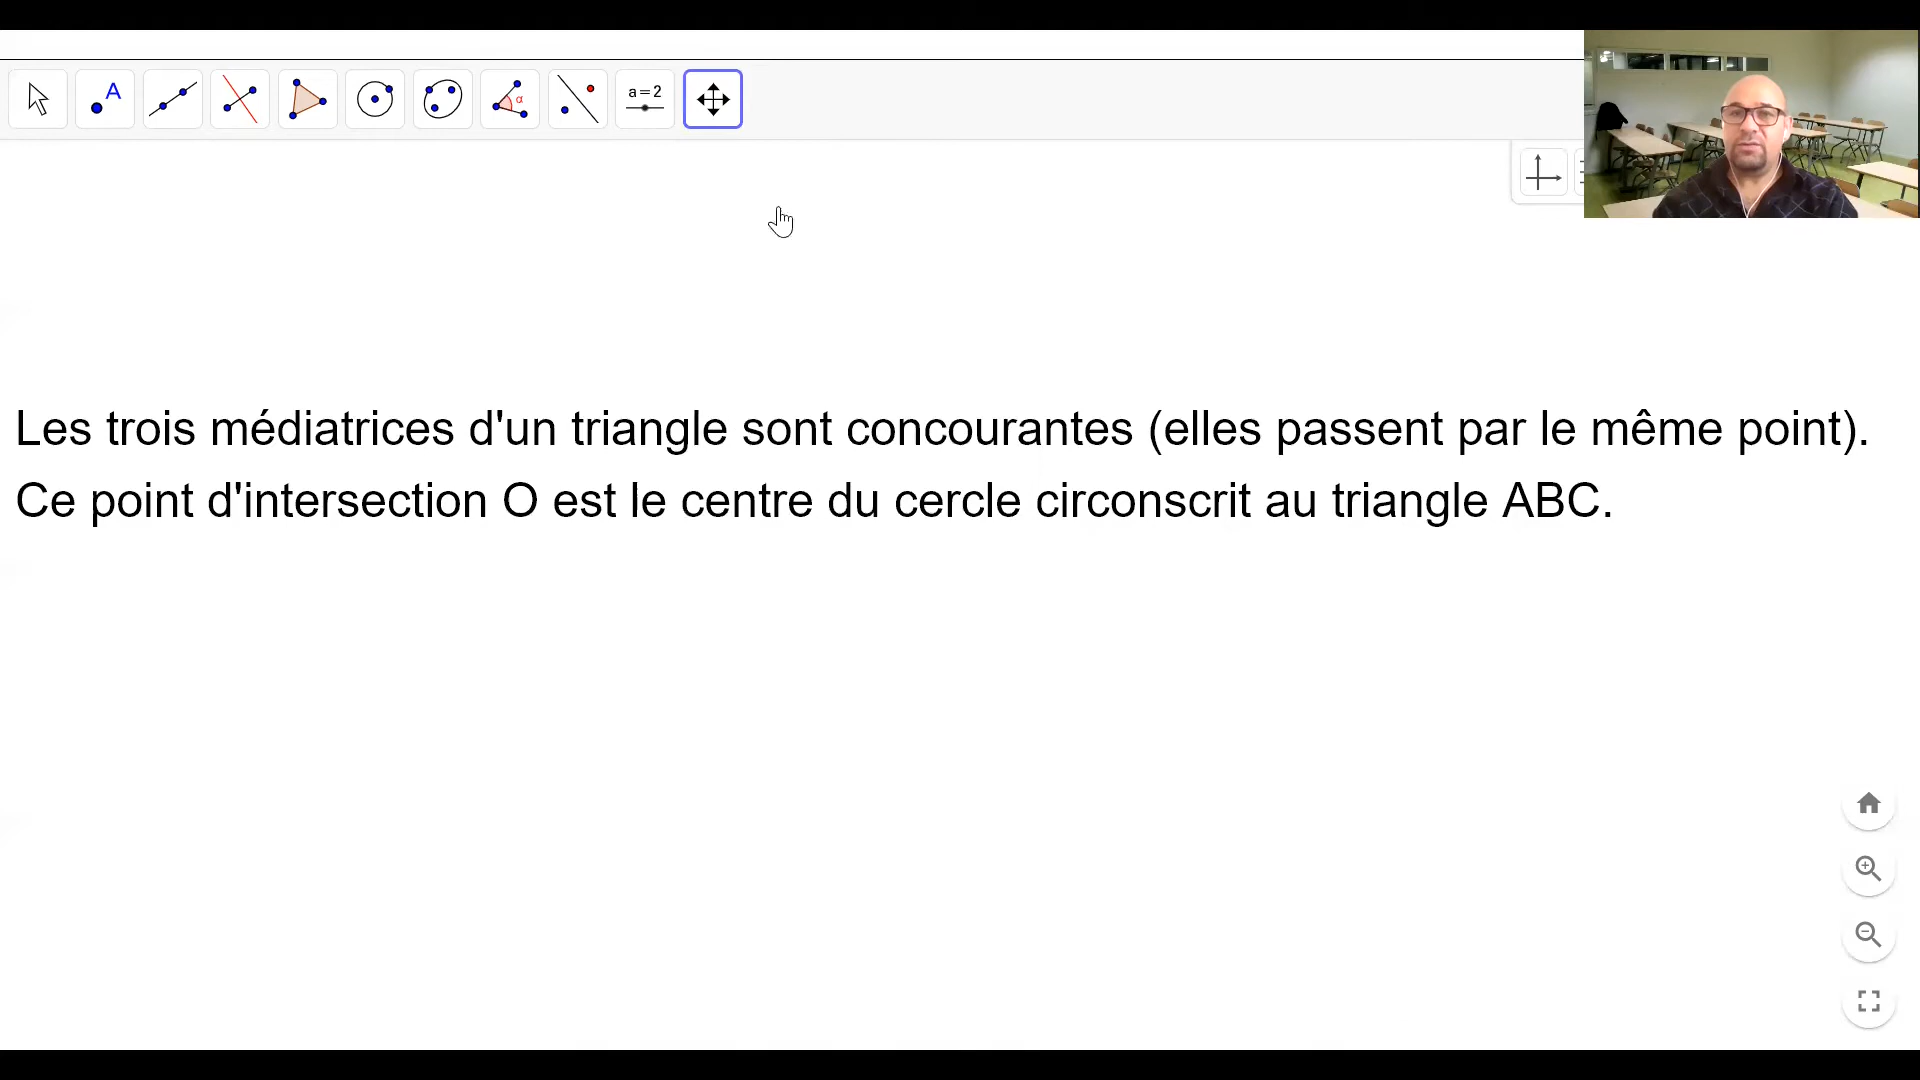 A
α
a=2
Les trois médiatrices d'un triangle sont concourantes (elles passent par le même point).
Ce point d'intersection O est le centre du cercle circonscrit au triangle ABC.